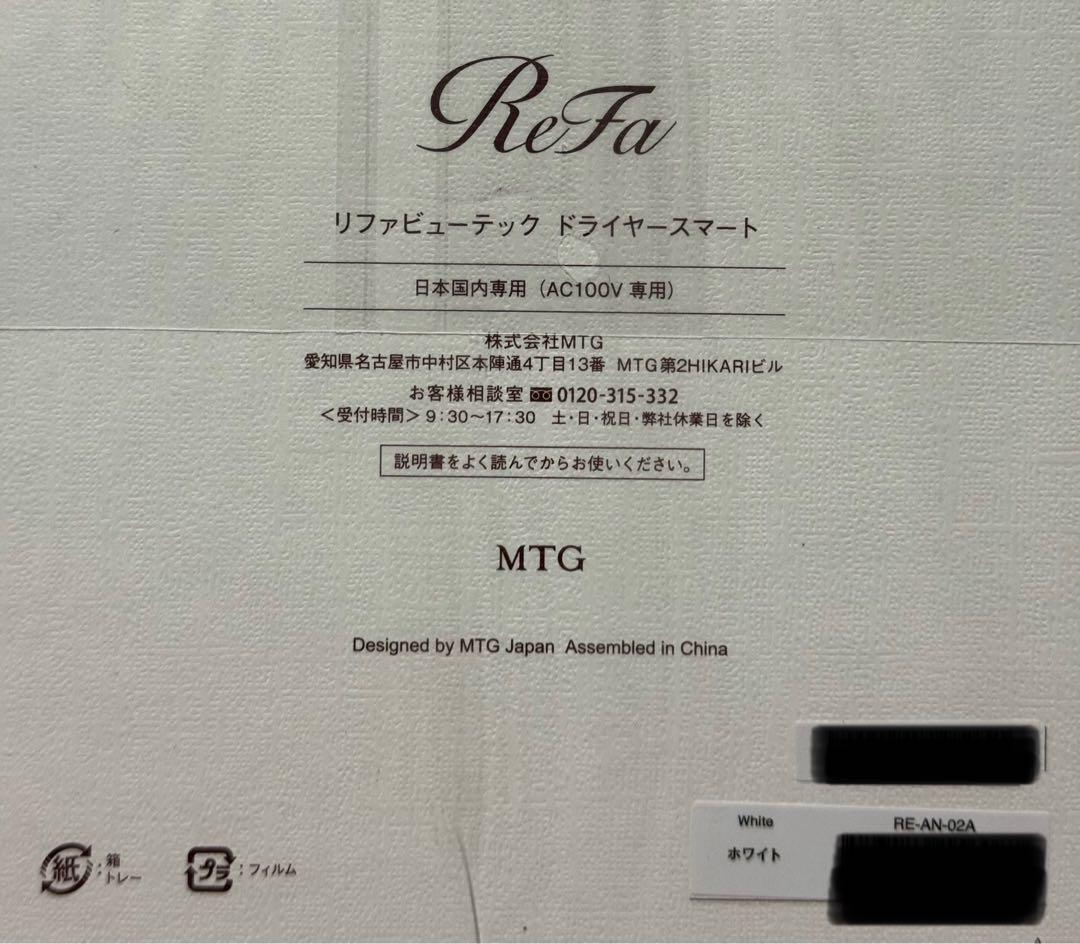 ReFa
リファビューテック ドライヤースマート
日本国内専用（AC100V 専用）
株式会社MTG
愛知県名古屋市中村区本陣通4丁目13番 MTG第2HIKARIビル
お客様相談室 0120-315-332
＜受付時間＞9：30～17：30 土・日・祝日・弊社休業日を除く
説明書をよく読んでからお使いください。
MTG
Designed by MTG Japan Assembled in China
White RE-AN-02A
ホワイト
紙：箱 トレー
プラ：フィルム